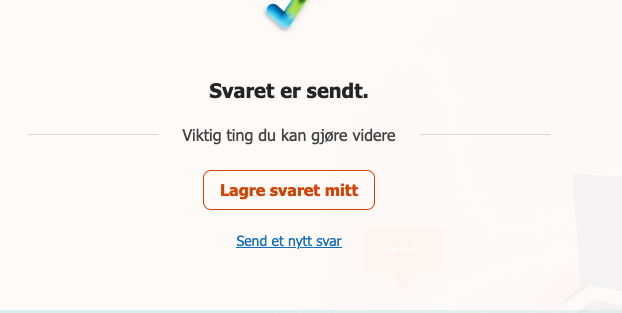 Svaret er sendt.
Viktig ting du kan gjøre videre
Lagre svaret mitt
Send et nytt svar